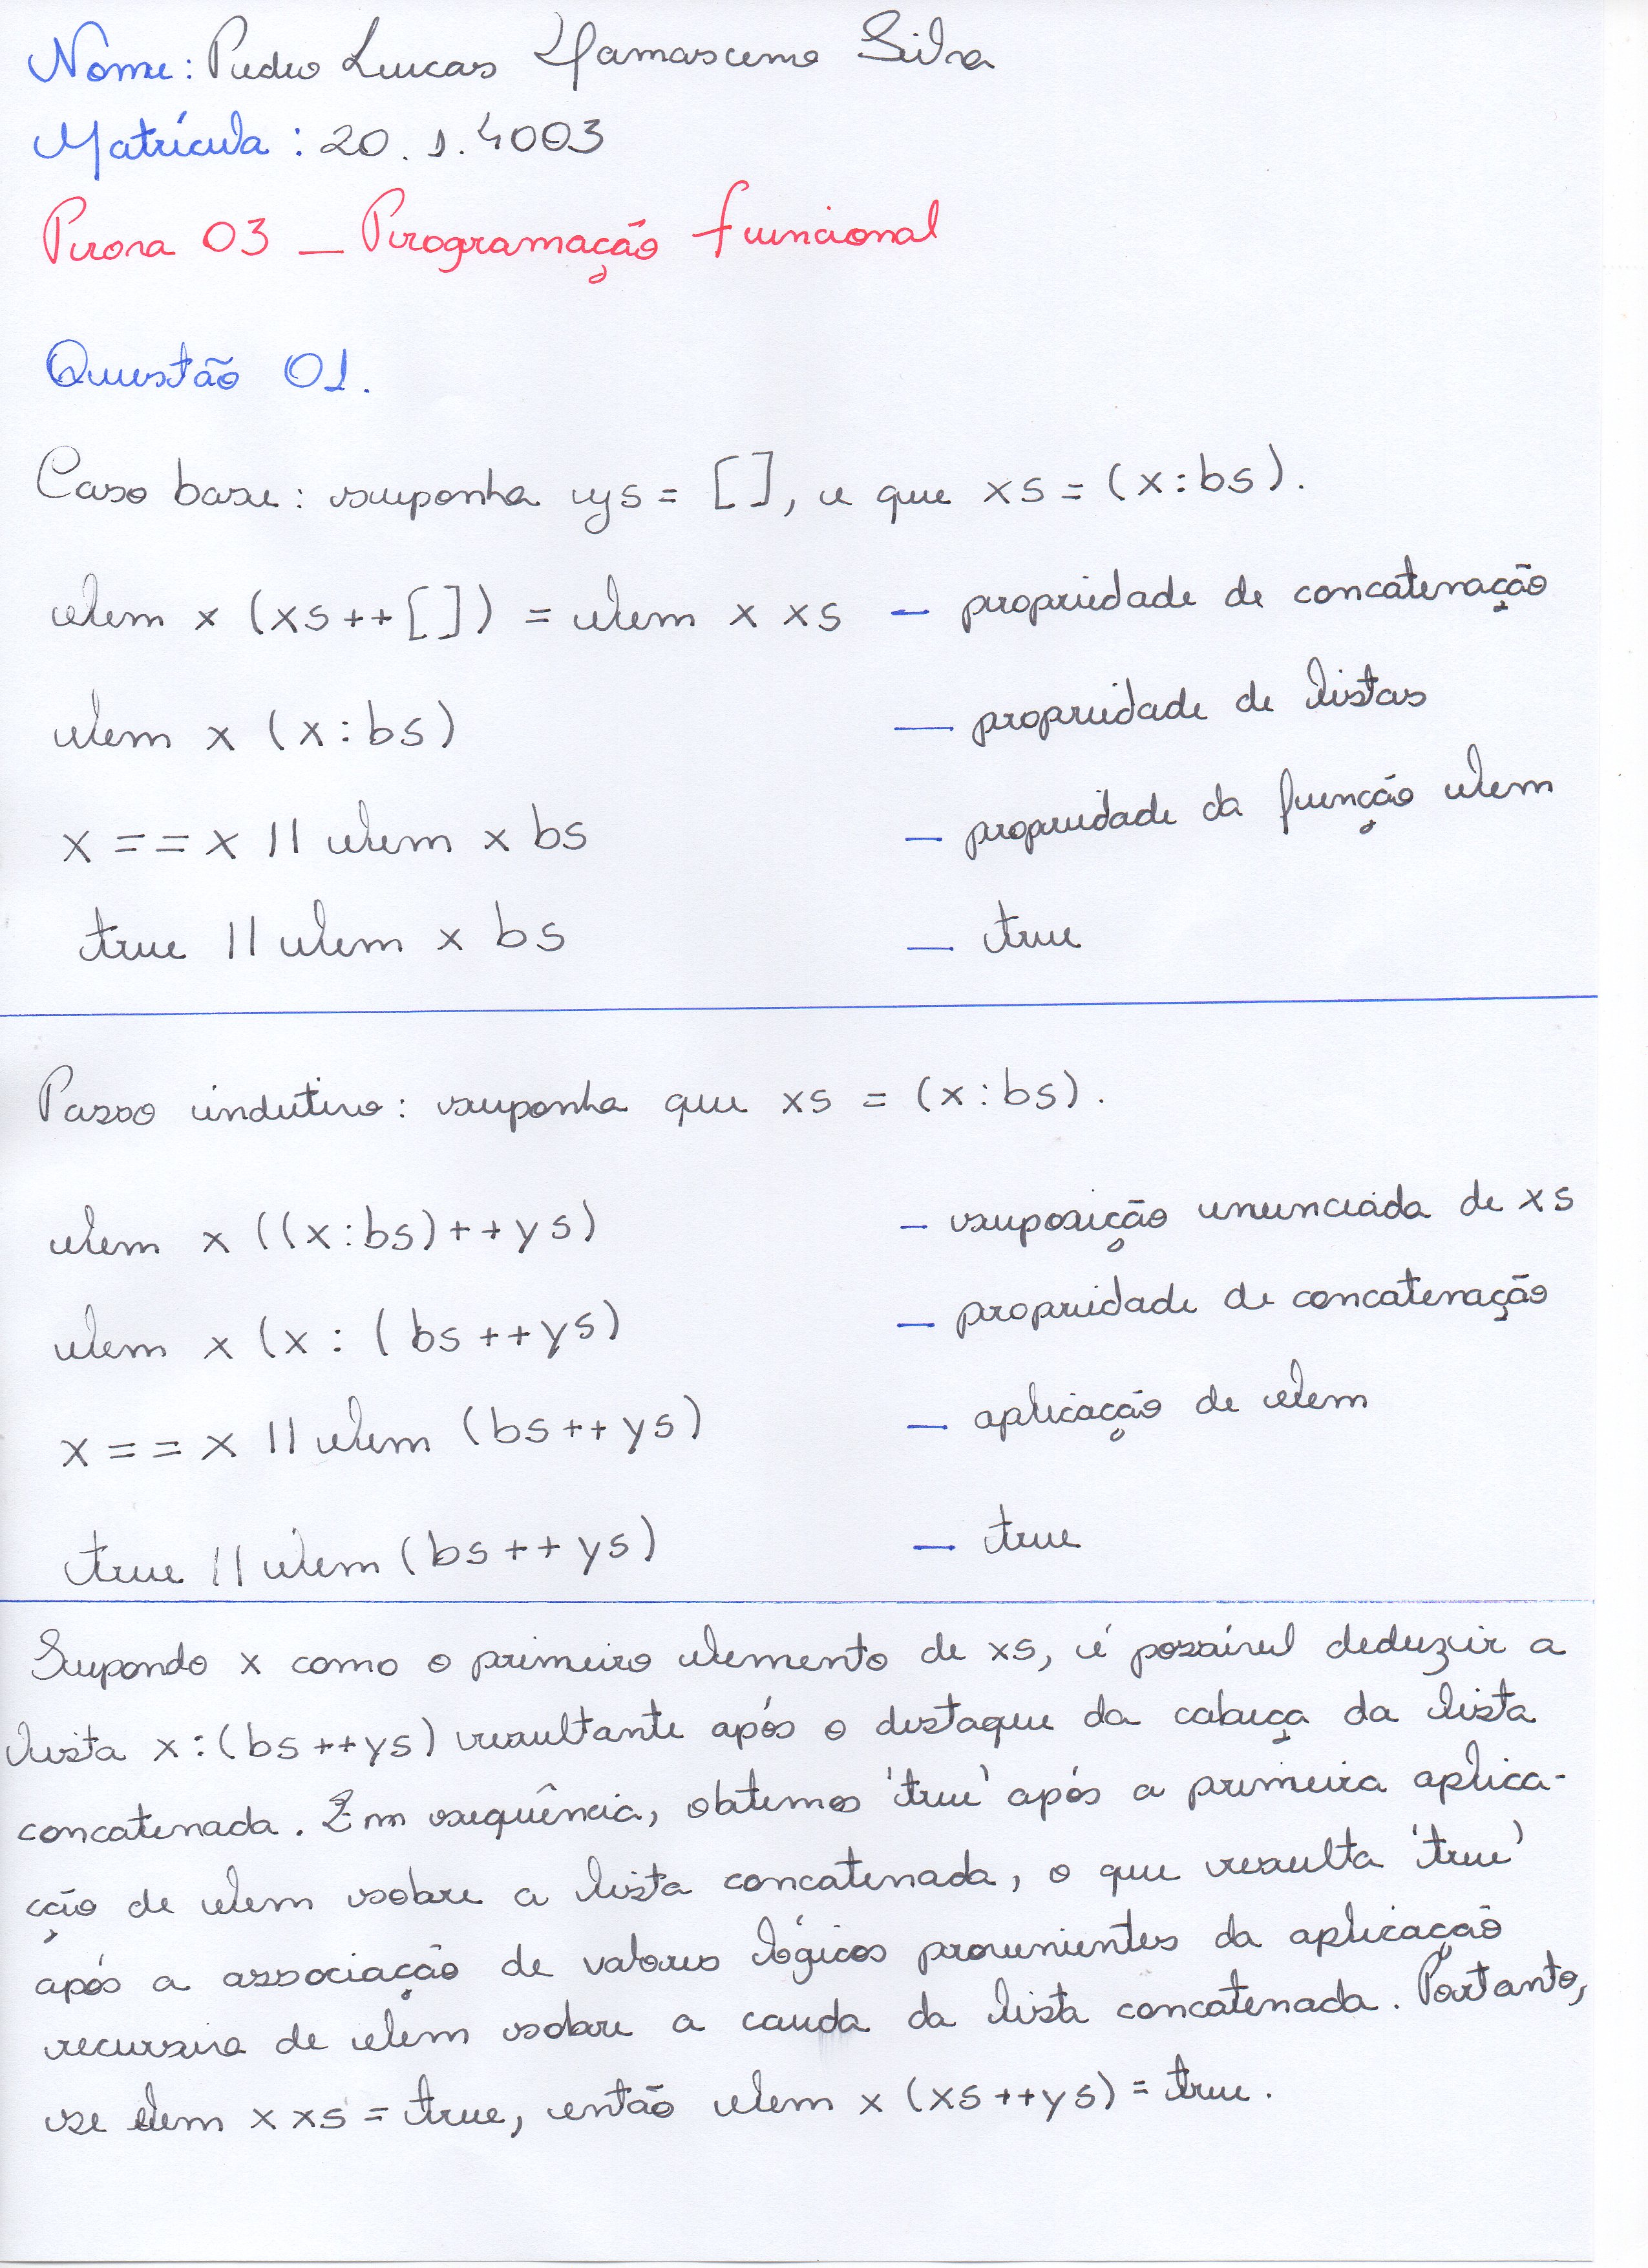 Nome: Pedro Lucas Damasceno Silva
Matrícula: 20.1.4003
Prova 03 — Programação Funcional
Questão 01.
Caso base: suponha ys = [], e que xs = (x:bs).
elem x (xs++[]) = elem x xs — propriedade de concatenação
elem x (x:bs) — propriedade de listas
x == x || elem x bs — propriedade da função elem
true || elem x bs — true
Passo indutivo: suponha que xs = (x:bs).
elem x ((x:bs)++ys) — suposição enunciada de xs
elem x (x : (bs++ys) — propriedade de concatenação
x == x || elem (bs++ys) — aplicação de elem
true || elem (bs++ys) — true
Supondo x como o primeiro elemento de xs, é possível deduzir a
lista x:(bs++ys) resultante após o destaque da cabeça da lista
concatenada. Em sequência, obtemos 'true' após a primeira aplica-
ção de elem sobre a lista concatenada, o que resulta 'true'
após a associação de valores lógicos provenientes da aplicação
recursiva de elem sobre a cauda da lista concatenada. Portanto,
se elem x xs = true, então elem x (xs++ys) = true.